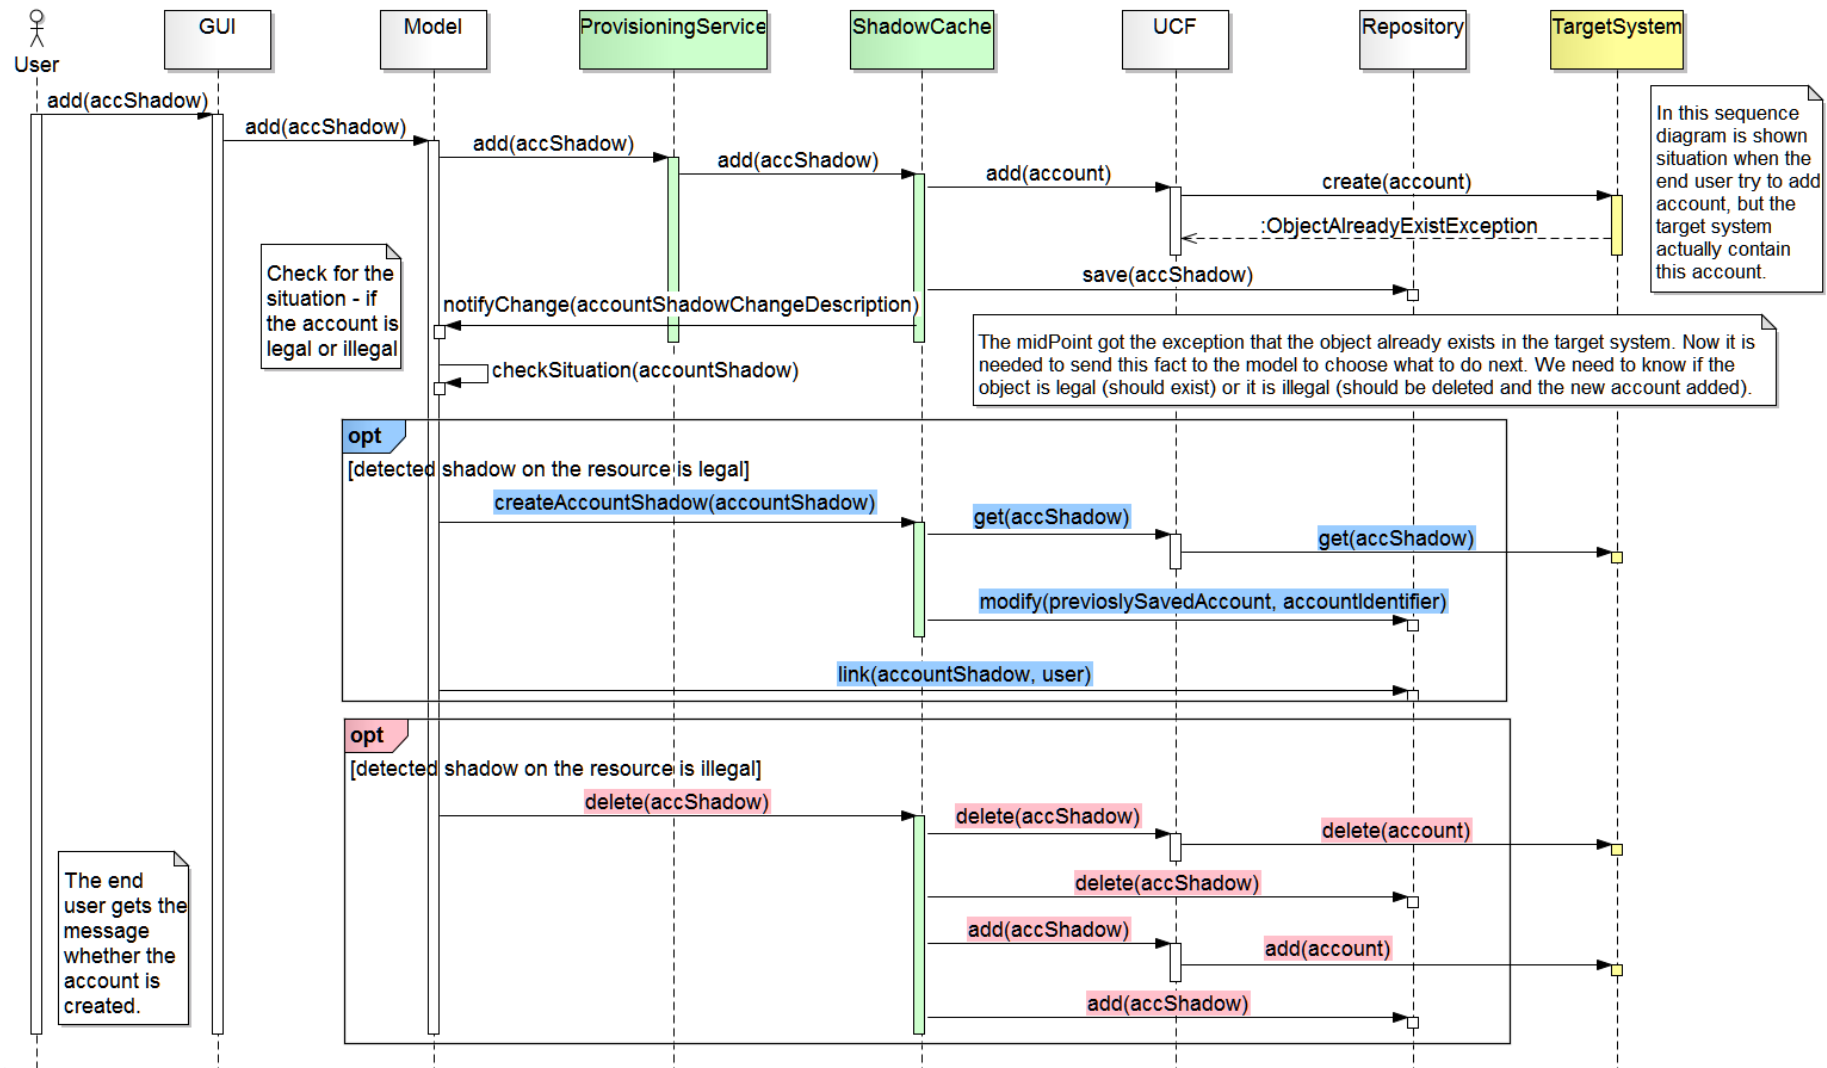 User
GUI
Model
ProvisioningService
ShadowCache
UCF
Repository
TargetSystem
add(accShadow)
add(accShadow)
add(accShadow)
add(accShadow)
add(account)
create(account)
:ObjectAlreadyExistException
In this sequence
diagram is shown
situation when the
end user try to add
account, but the
target system
actually contain
this account.
save(accShadow)
Check for the
situation - if
the account is
legal or illegal
notifyChange(accountShadowChangeDescription)
The midPoint got the exception that the object already exists in the target system. Now it is
needed to send this fact to the model to choose what to do next. We need to know if the
object is legal (should exist) or it is illegal (should be deleted and the new account added).
checkSituation(accountShadow)
opt
[detected shadow on the resource is legal]
createAccountShadow(accountShadow)
get(accShadow)
get(accShadow)
modify(previoslySavedAccount, accountIdentifier)
link(accountShadow, user)
opt
[detected shadow on the resource is illegal]
delete(accShadow)
delete(accShadow)
delete(account)
delete(accShadow)
add(accShadow)
add(account)
add(accShadow)
The end
user gets the
message
whether the
account is
created.